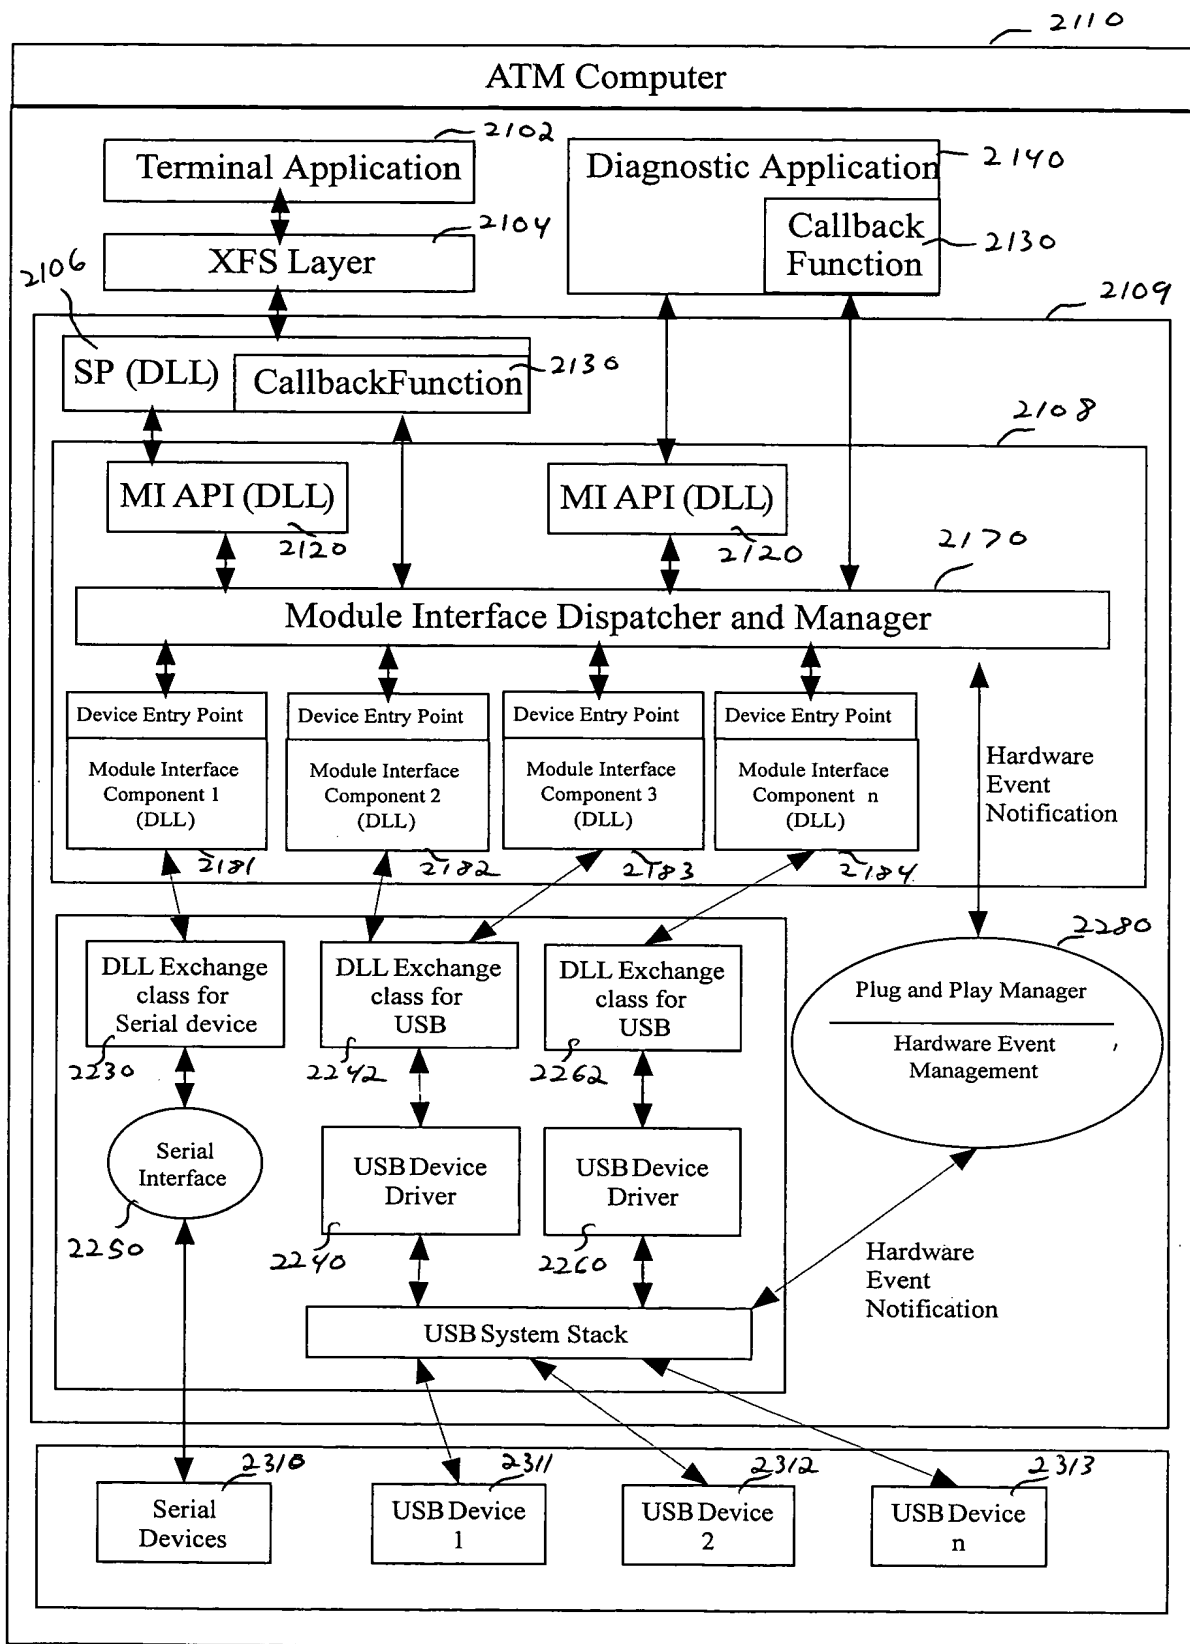 2110
ATM Computer
2102
Terminal Application
2140
Diagnostic Application
2104
XFS Layer
Callback
Function
2130
2106
2109
SP (DLL)
CallbackFunction
2130
2108
MI API (DLL)
2120
MI API (DLL)
2120
2170
Module Interface Dispatcher and Manager
Device Entry Point
Device Entry Point
Device Entry Point
Device Entry Point
Module Interface
Component 1
(DLL)
Module Interface
Component 2
(DLL)
Module Interface
Component 3
(DLL)
Module Interface
Component n
(DLL)
Hardware
Event
Notification
2181
2182
2183
2184
2280
DLL Exchange
class for
Serial device
DLL Exchange
class for
USB
DLL Exchange
class for
USB
Plug and Play Manager
Hardware Event
Management
2230
2242
2262
Serial
Interface
USB Device
Driver
USB Device
Driver
2250
2240
2260
Hardware
Event
Notification
USB System Stack
2310
2311
2312
2313
Serial
Devices
USB Device
1
USB Device
2
USB Device
n